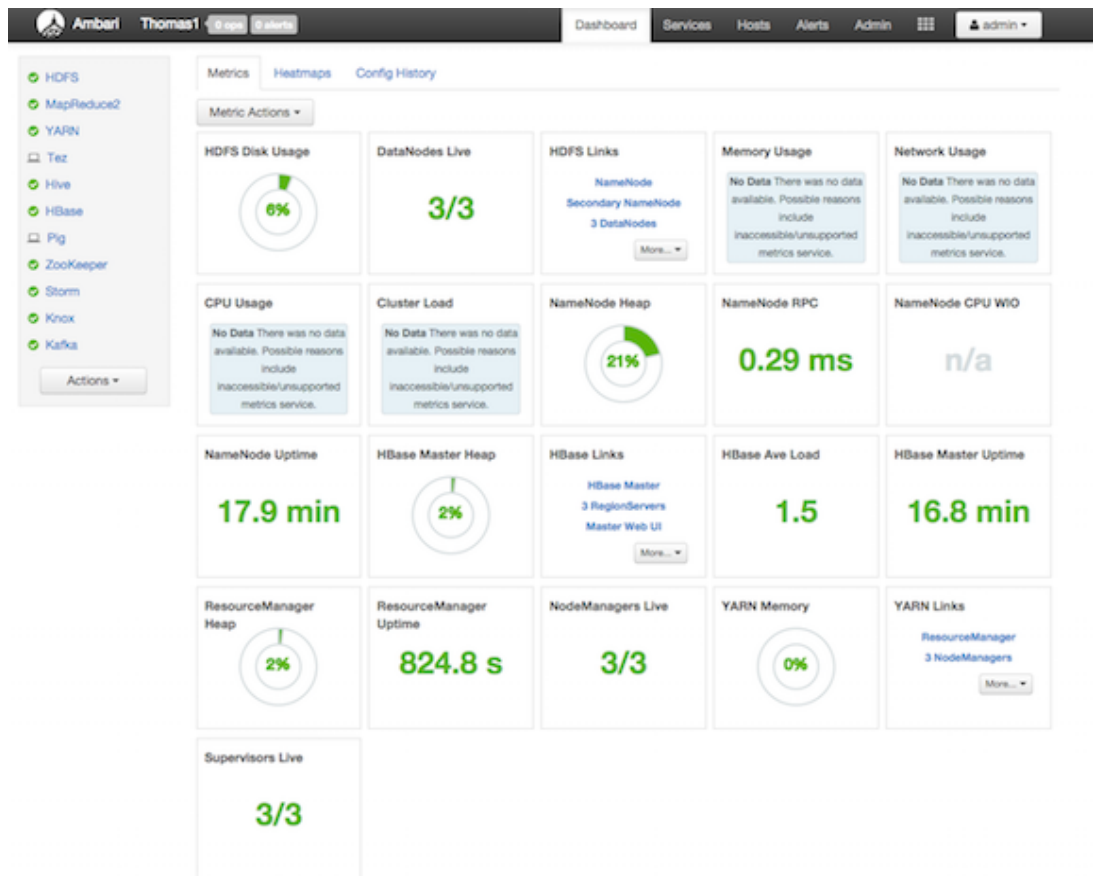 Ambari Thomas1 0 ops 0 alerts Dashboard Services Hosts Alerts Admin admin
HDFS
MapReduce2
YARN
Tez
Hive
HBase
Pig
ZooKeeper
Storm
Knox
Kafka
Actions
Metrics Heatmaps Config History
Metric Actions
HDFS Disk Usage
6%
DataNodes Live
3/3
HDFS Links
NameNode
Secondary NameNode
3 DataNodes
More...
Memory Usage
No Data There was no data
available. Possible reasons
include
inaccessible/unsupported
metrics service.
Network Usage
No Data There was no data
available. Possible reasons
include
inaccessible/unsupported
metrics service.
CPU Usage
No Data There was no data
available. Possible reasons
include
inaccessible/unsupported
metrics service.
Cluster Load
No Data There was no data
available. Possible reasons
include
inaccessible/unsupported
metrics service.
NameNode Heap
21%
NameNode RPC
0.29 ms
NameNode CPU WIO
n/a
NameNode Uptime
17.9 min
HBase Master Heap
2%
HBase Links
HBase Master
3 RegionServers
Master Web UI
More...
HBase Ave Load
1.5
HBase Master Uptime
16.8 min
ResourceManager
Heap
2%
ResourceManager
Uptime
824.8 s
NodeManagers Live
3/3
YARN Memory
0%
YARN Links
ResourceManager
3 NodeManagers
More...
Supervisors Live
3/3